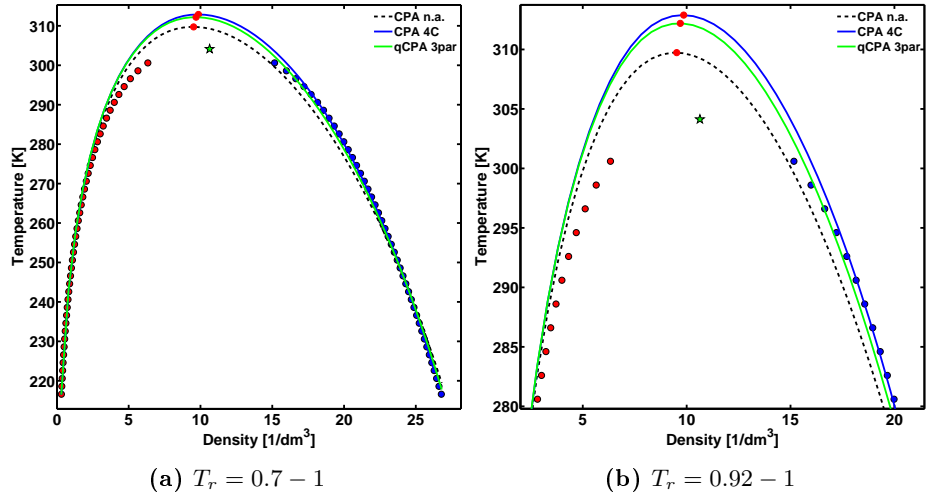 CPA n.a.
CPA 4C
qCPA 3par
310
300
290
280
270
260
250
240
230
220
Temperature [K]
0
5
10
15
20
25
Density [1/dm³]
(a) T_r = 0.7 − 1
CPA n.a.
CPA 4C
qCPA 3par
310
305
300
295
290
285
280
Temperature [K]
5
10
15
20
Density [1/dm³]
(b) T_r = 0.92 − 1